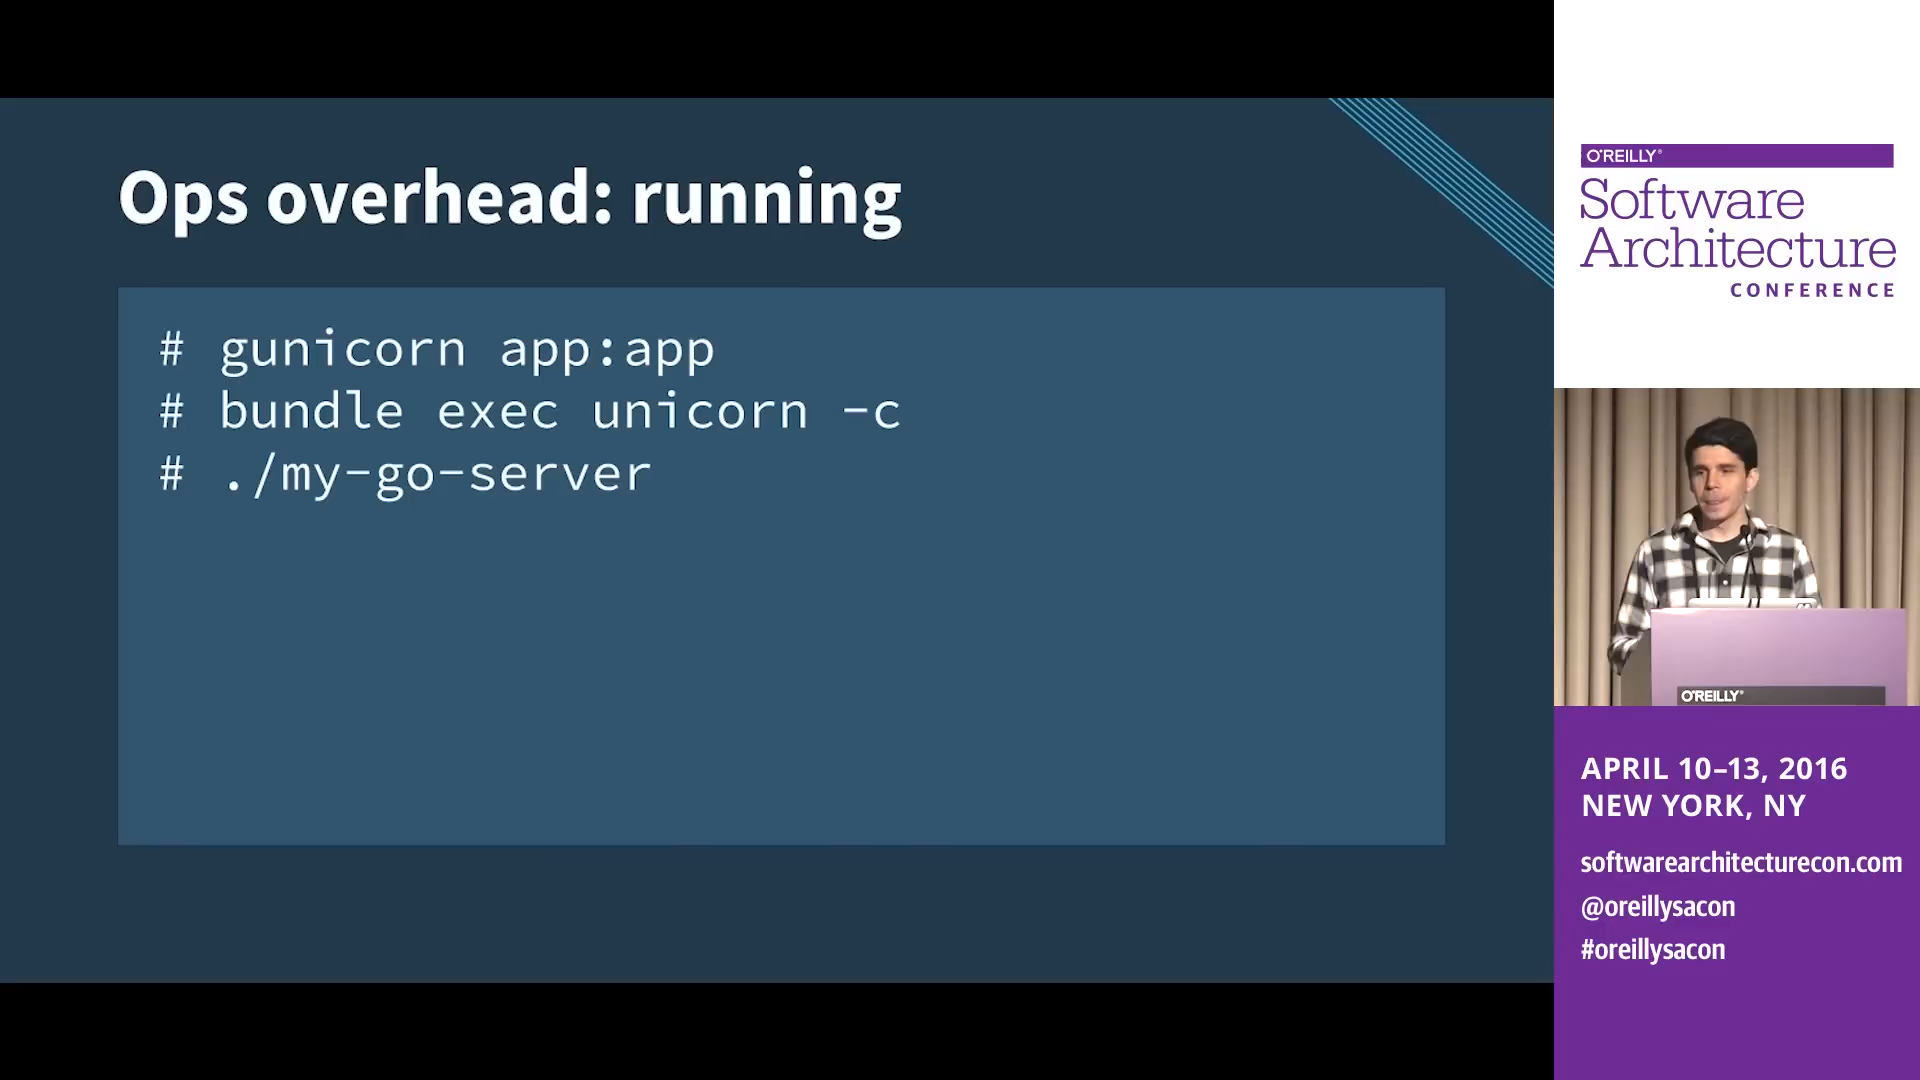 Ops overhead: running
# gunicorn app:app
# bundle exec unicorn -c
# ./my-go-server
O'REILLY®
Software
Architecture
CONFERENCE
O'REILLY®
APRIL 10–13, 2016
NEW YORK, NY
softwarearchitecturecon.com
@oreillysacon
#oreillysacon